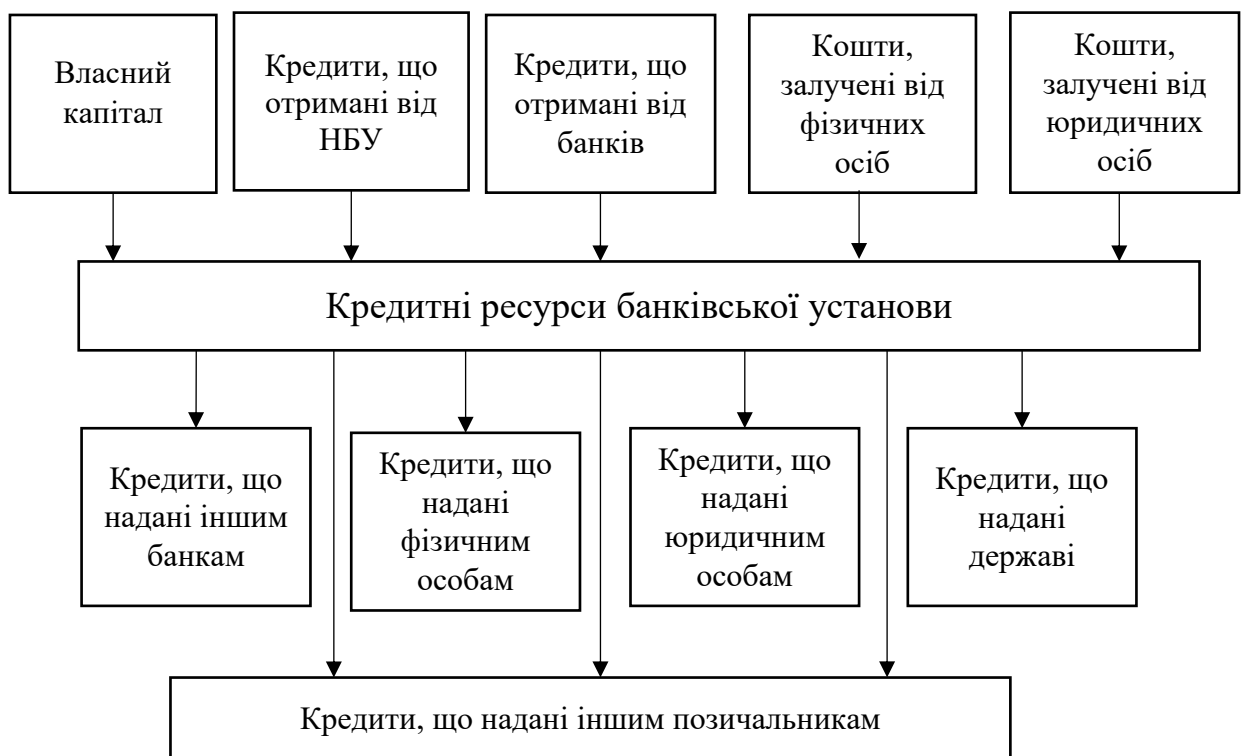 Власний
капітал
Кредити, що
отримані від
НБУ
Кредити, що
отримані від
банків
Кошти,
залучені від
фізичних
осіб
Кошти,
залучені від
юридичних
осіб
Кредитні ресурси банківської установи
Кредити, що
надані іншим
банкам
Кредити, що
надані
фізичним
особам
Кредити, що
надані
юридичним
особам
Кредити, що
надані
державі
Кредити, що надані іншим позичальникам